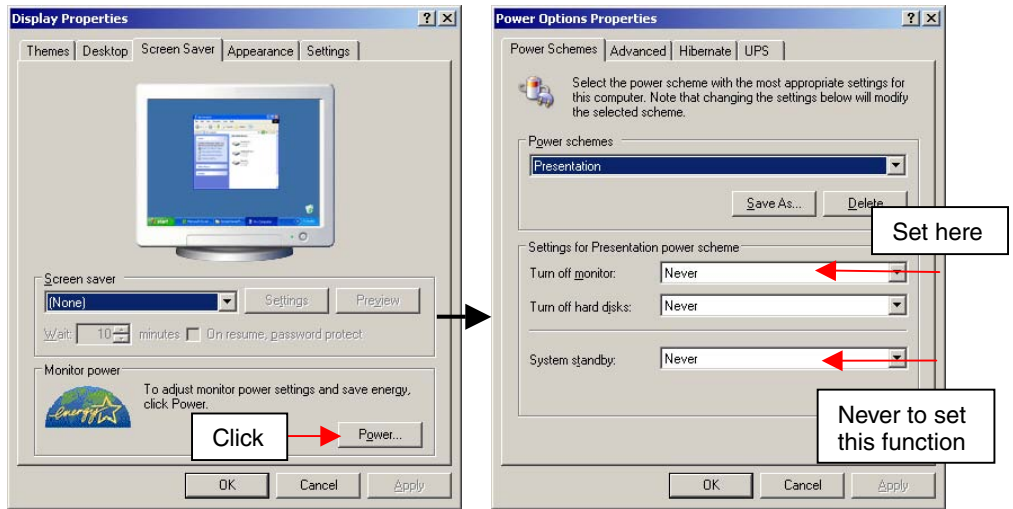 Display Properties
Themes Desktop Screen Saver Appearance Settings
Screen saver
(None) Settings Preview
Wait: 10 minutes On resume, password protect
Monitor power
energy
To adjust monitor power settings and save energy,
click Power.
Click
Power...
OK Cancel Apply
Power Options Properties
Power Schemes Advanced Hibernate UPS
Select the power scheme with the most appropriate settings for
this computer. Note that changing the settings below will modify
the selected scheme.
Power schemes
Presentation
Save As... Delete
Set here
Settings for Presentation power scheme
Turn off monitor: Never
Turn off hard disks: Never
System standby: Never
Never to set
this function
OK Cancel Apply